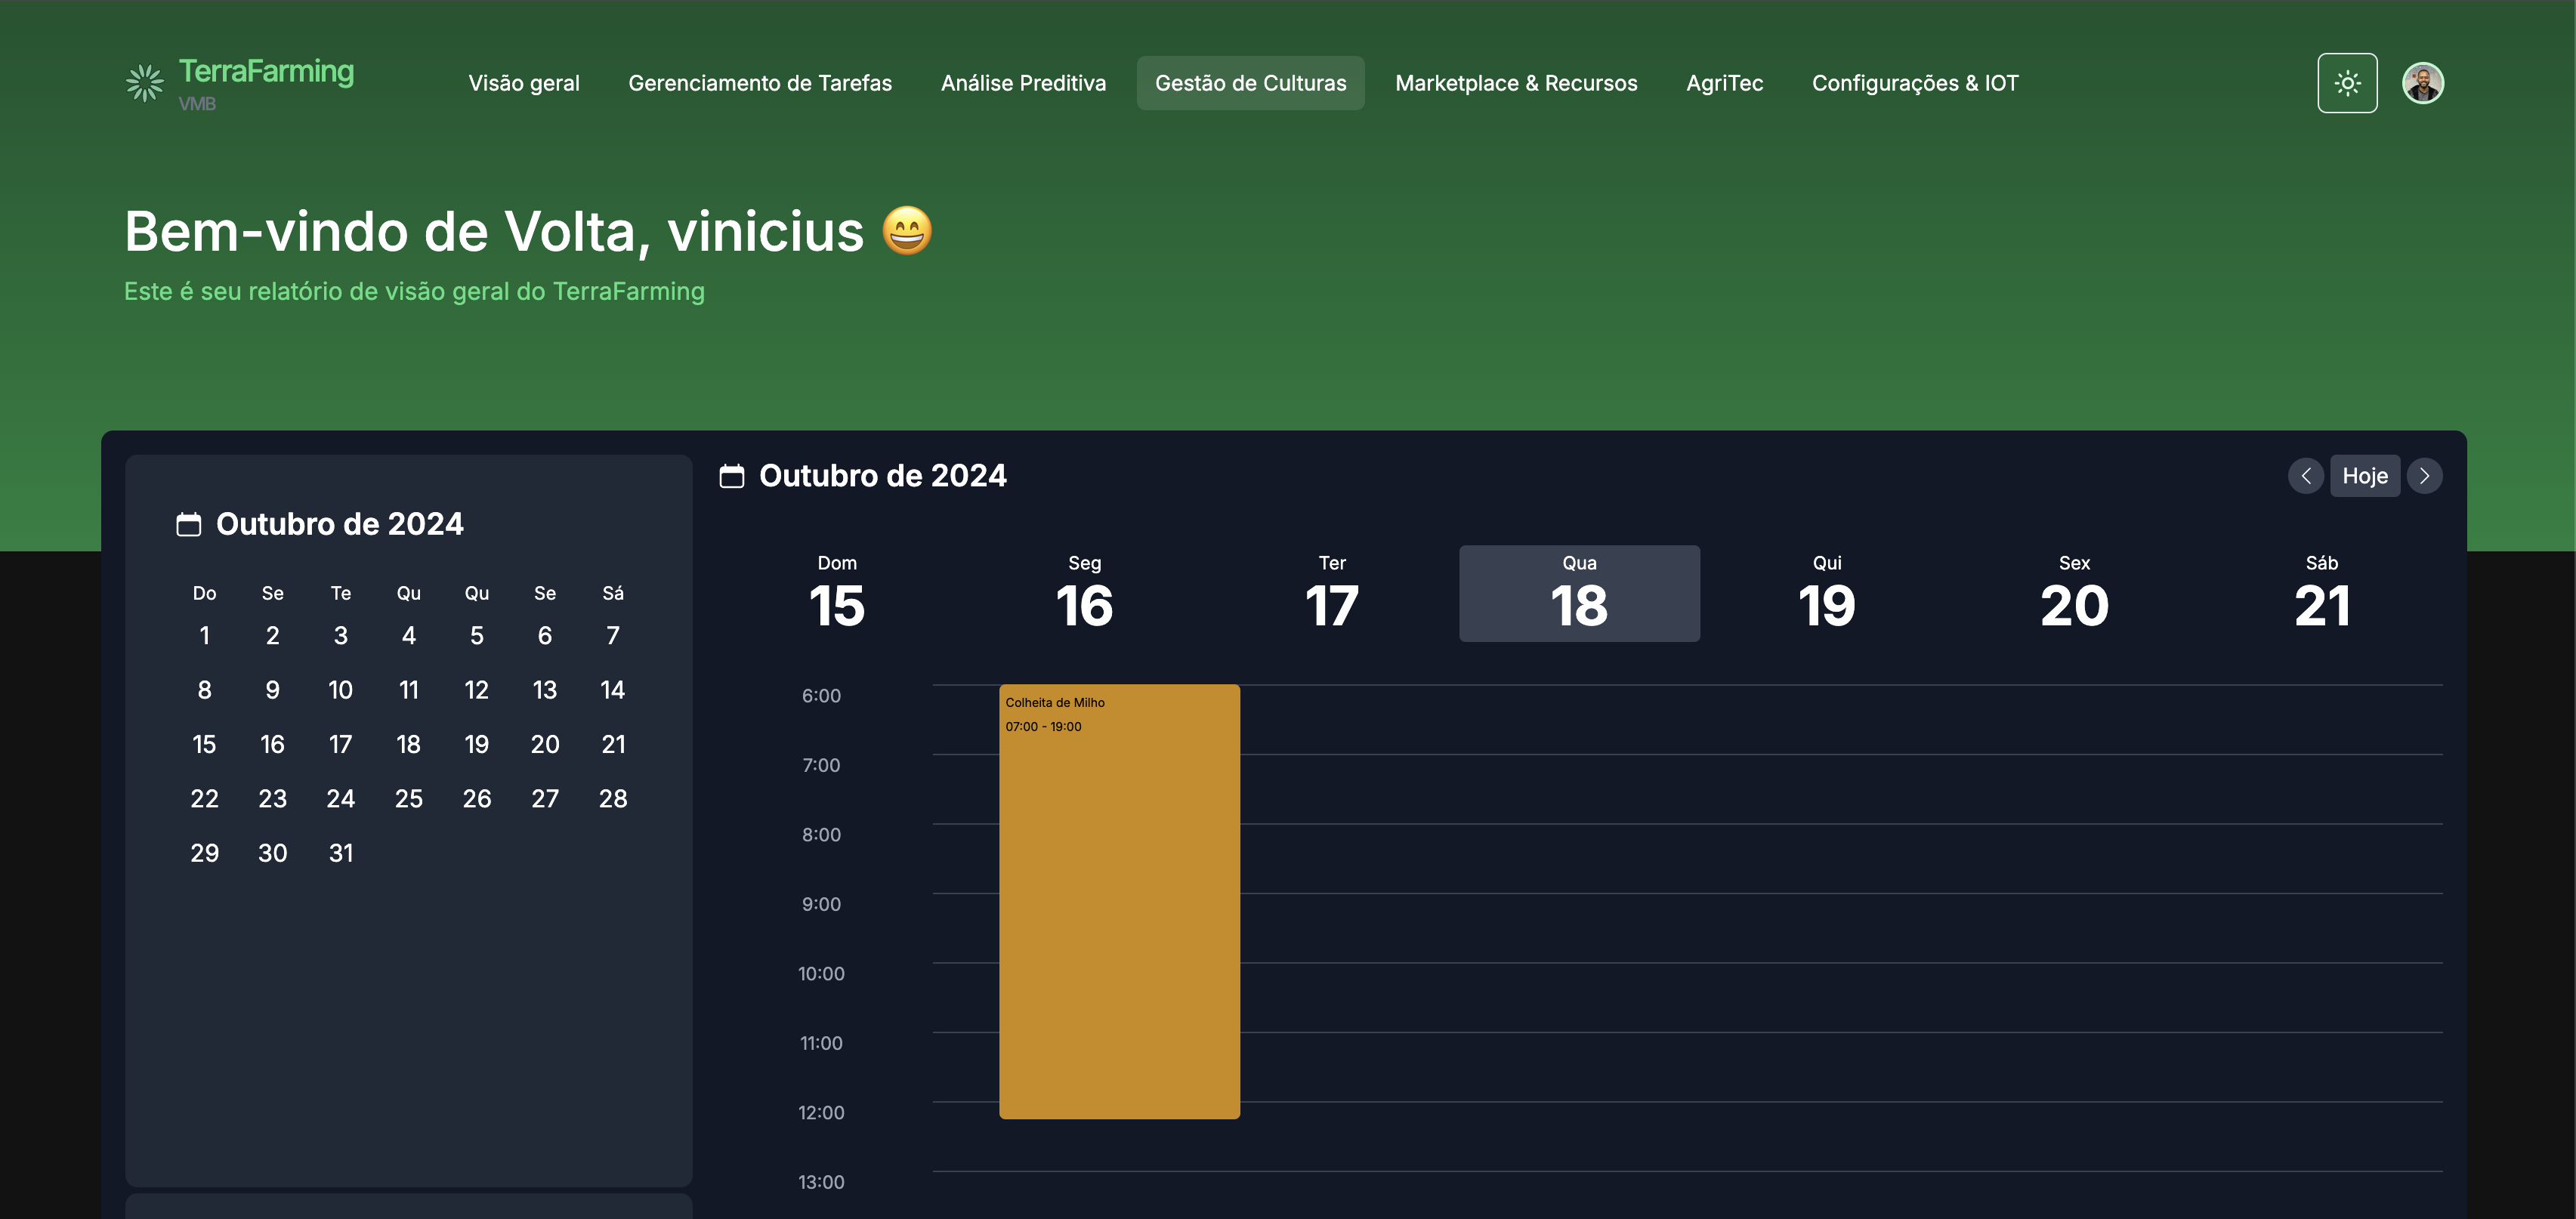 TerraFarming
VMB
Visão geral
Gerenciamento de Tarefas
Análise Preditiva
Gestão de Culturas
Marketplace & Recursos
AgriTec
Configurações & IOT
Bem-vindo de Volta, vinicius 😄
Este é seu relatório de visão geral do TerraFarming
Outubro de 2024
Do Se Te Qu Qu Se Sá
1 2 3 4 5 6 7
8 9 10 11 12 13 14
15 16 17 18 19 20 21
22 23 24 25 26 27 28
29 30 31
Outubro de 2024
Hoje
Dom Seg Ter Qua Qui Sex Sáb
15 16 17 18 19 20 21
6:00
Colheita de Milho
07:00 - 19:00
7:00
8:00
9:00
10:00
11:00
12:00
13:00